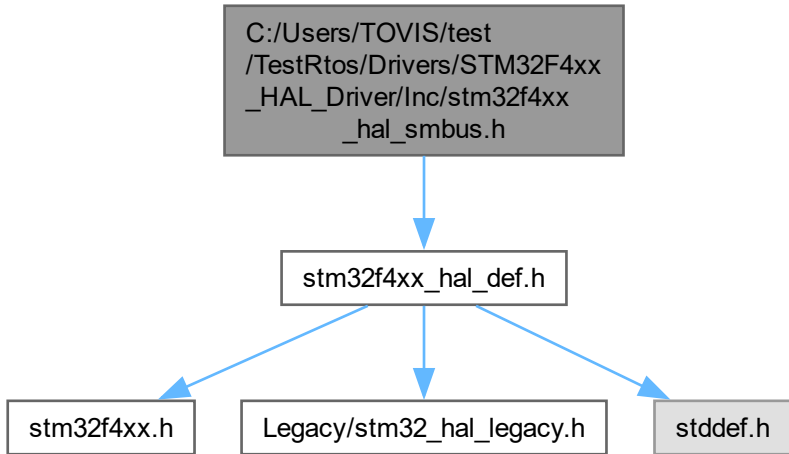 C:/Users/TOVIS/test
/TestRtos/Drivers/STM32F4xx
_HAL_Driver/Inc/stm32f4xx
_hal_smbus.h
stm32f4xx_hal_def.h
stm32f4xx.h
Legacy/stm32_hal_legacy.h
stddef.h